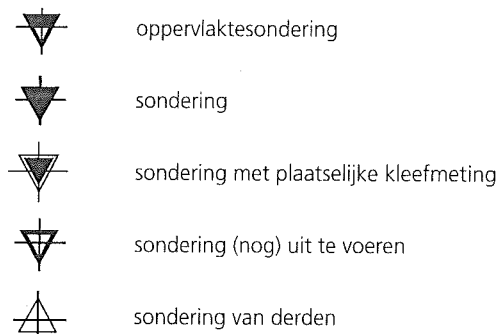 oppervlaktesondering
sondering
sondering met plaatselijke kleefmeting
sondering (nog) uit te voeren
sondering van derden